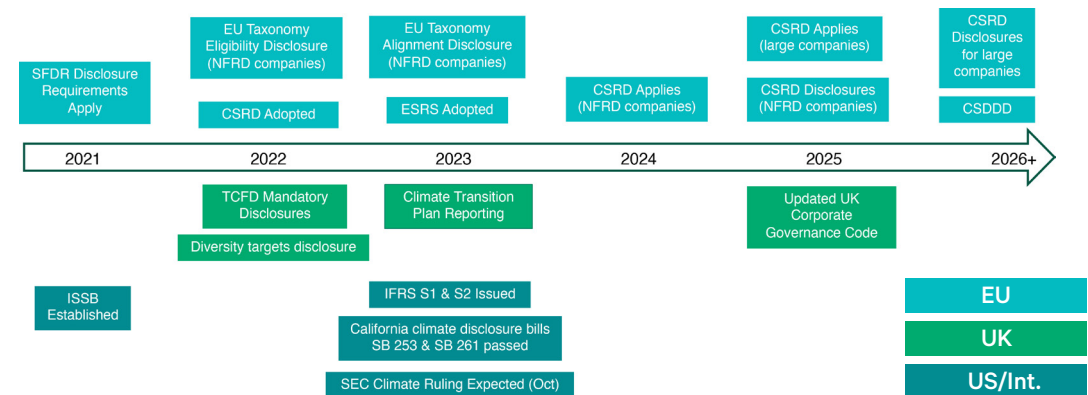 SFDR Disclosure
Requirements
Apply
EU Taxonomy
Eligibility Disclosure
(NFRD companies)
CSRD Adopted
EU Taxonomy
Alignment Disclosure
(NFRD companies)
ESRS Adopted
CSRD Applies
(NFRD companies)
CSRD Applies
(large companies)
CSRD Disclosures
(NFRD companies)
CSRD
Disclosures
for large
companies
CSDDD
2021
2022
2023
2024
2025
2026+
TCFD Mandatory
Disclosures
Diversity targets disclosure
Climate Transition
Plan Reporting
Updated UK
Corporate
Governance Code
ISSB
Established
IFRS S1 & S2 Issued
California climate disclosure bills
SB 253 & SB 261 passed
SEC Climate Ruling Expected (Oct)
EU
UK
US/Int.